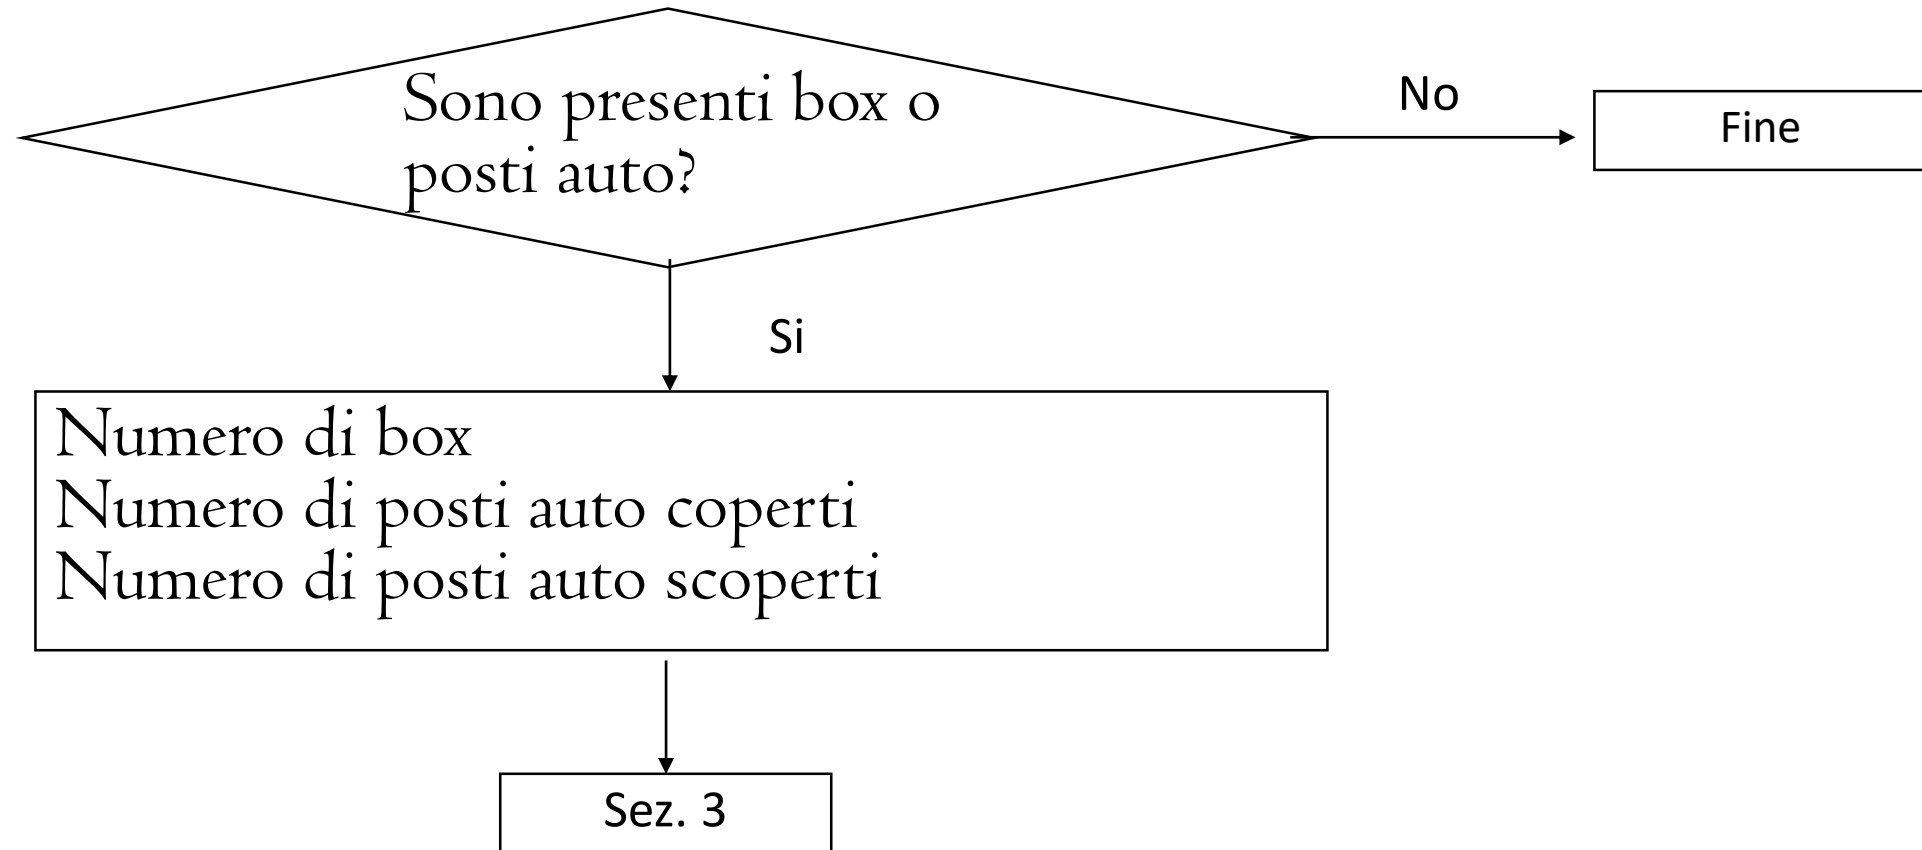 Sono presenti box o
posti auto?
No
Fine
Si
Numero di box
Numero di posti auto coperti
Numero di posti auto scoperti
Sez. 3